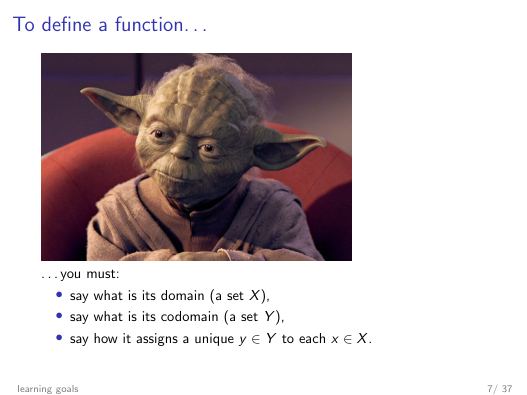 To define a function...
...you must:
• say what is its domain (a set X),
• say what is its codomain (a set Y),
• say how it assigns a unique y ∈ Y to each x ∈ X.
learning goals
7/ 37